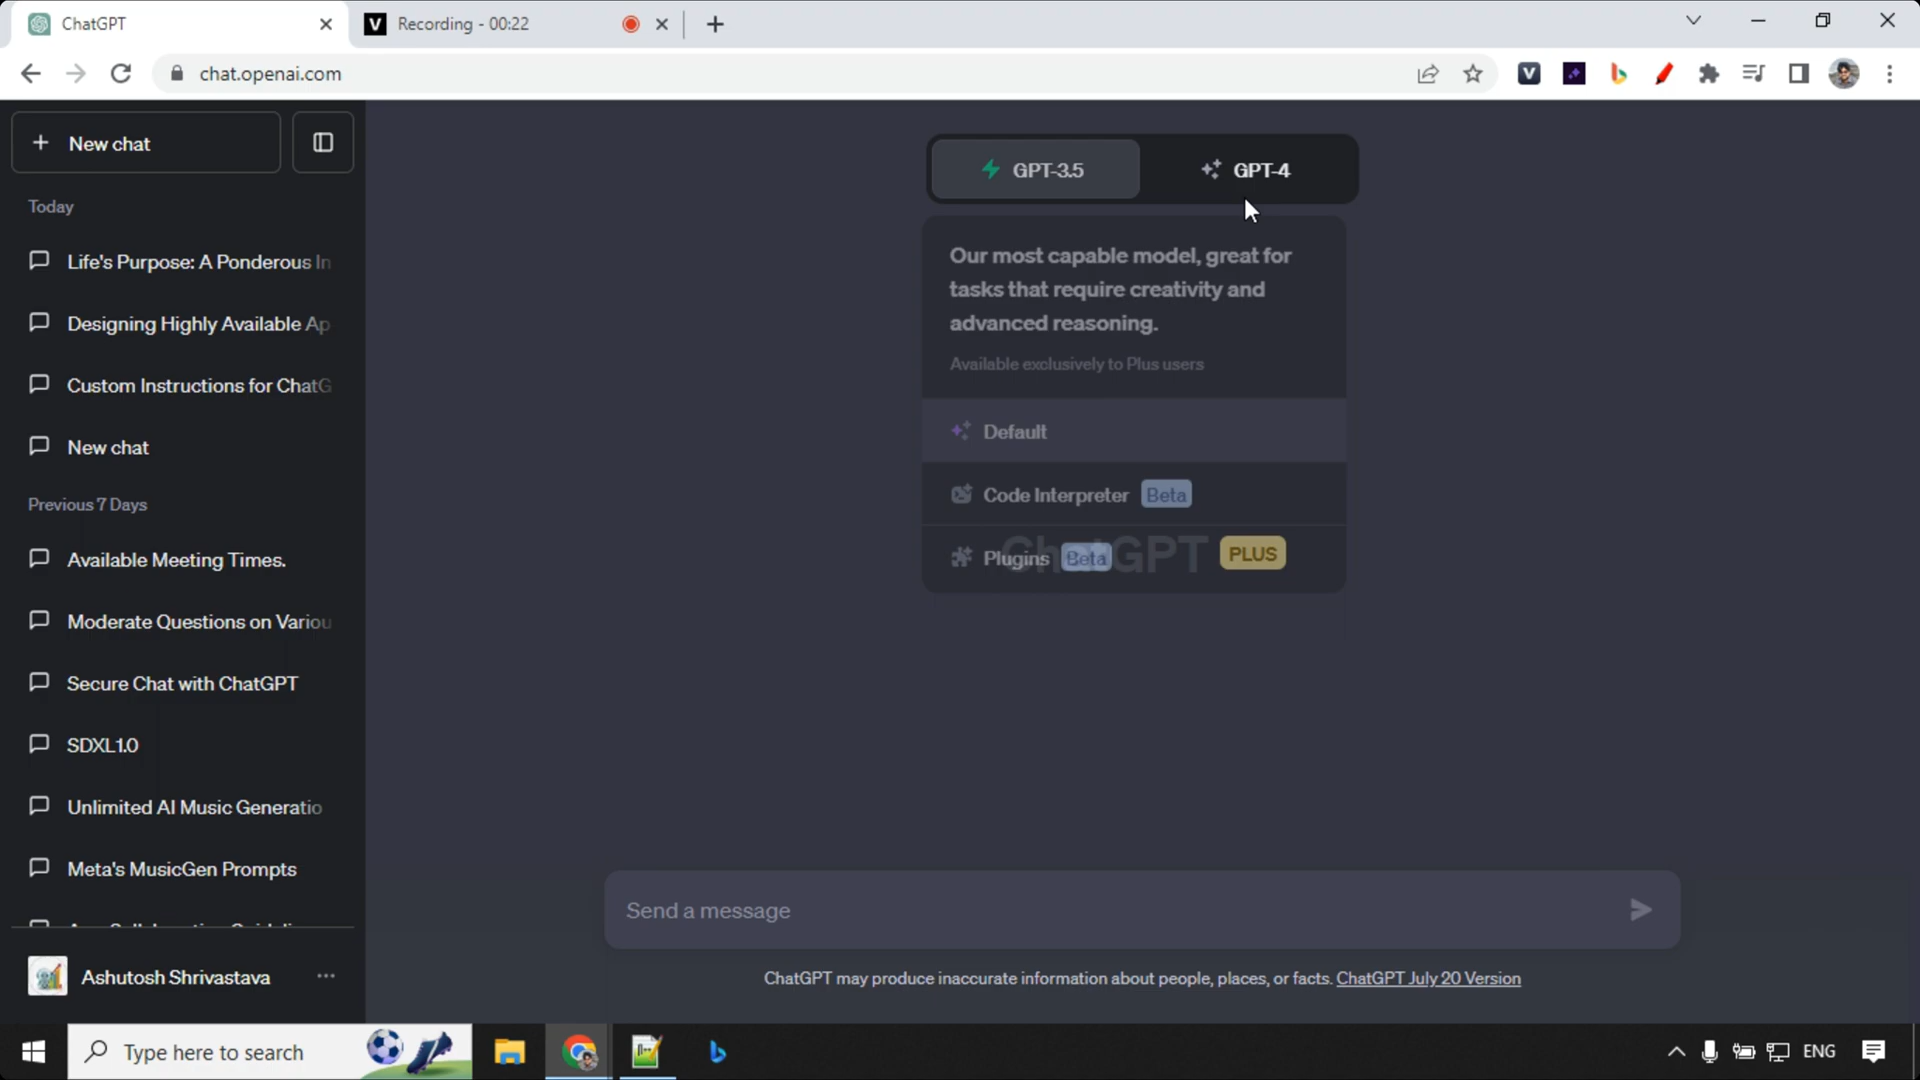 ChatGPT
Recording - 00:22
chat.openai.com
New chat
Today
Life's Purpose: A Ponderous In
Designing Highly Available Ap
Custom Instructions for ChatG
New chat
Previous 7 Days
Available Meeting Times.
Moderate Questions on Variou
Secure Chat with ChatGPT
SDXL1.0
Unlimited AI Music Generatio
Meta's MusicGen Prompts
Ashutosh Shrivastava
GPT-3.5
GPT-4
Our most capable model, great for
tasks that require creativity and
advanced reasoning.
Available exclusively to Plus users
Default
Code Interpreter Beta
Plugins Beta
ChatGPT PLUS
Send a message
ChatGPT may produce inaccurate information about people, places, or facts. ChatGPT July 20 Version
Type here to search
ENG